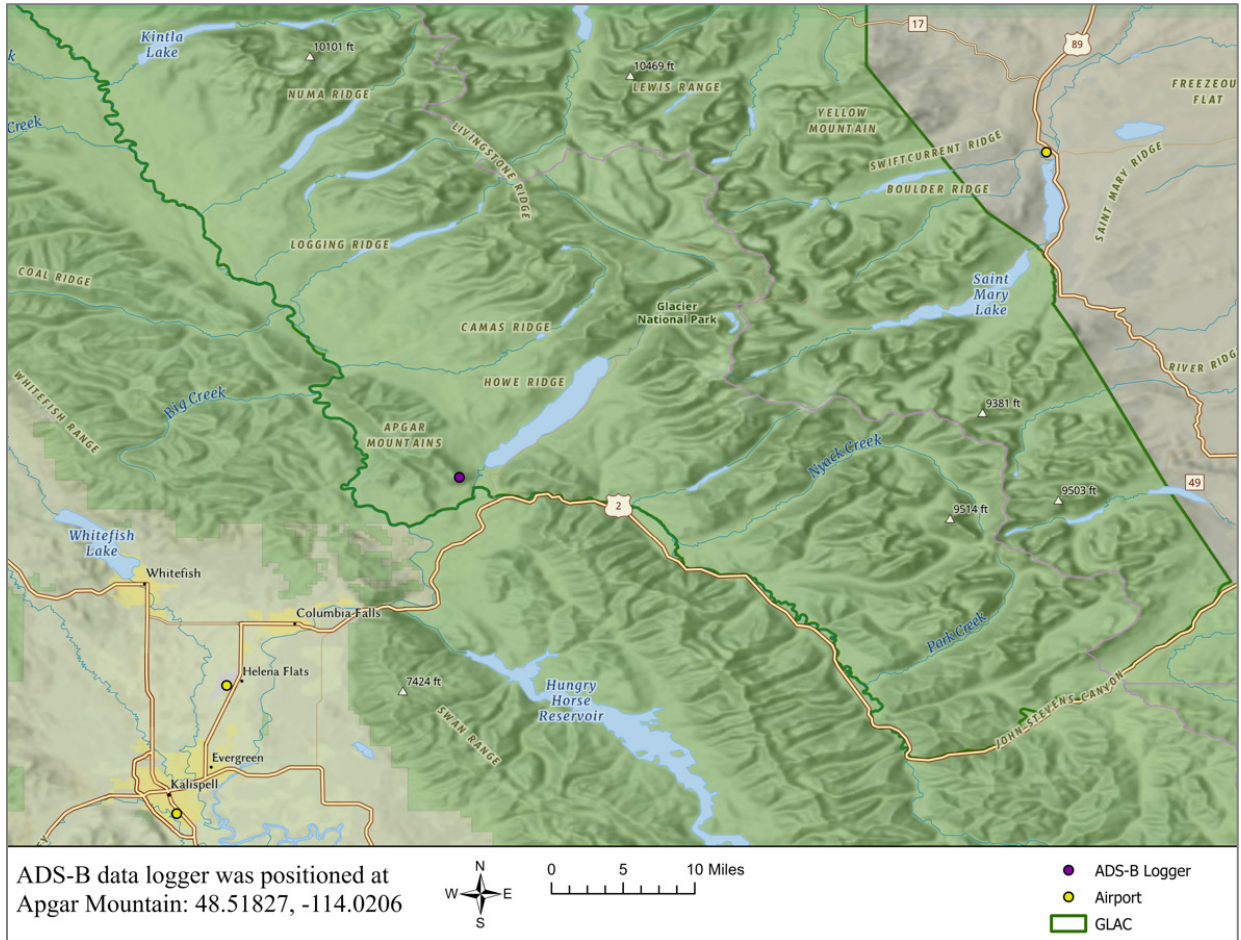 Kintla
Lake
10101 ft
NUMA RIDGE
10469 ft
LEWIS RANGE
17
89
FREEZEOU
FLAT
YELLOW
MOUNTAIN
Creek
LIVINGSTONE RIDGE
SWIFTCURRENT RIDGE
BOULDER RIDGE
SAINT MARY RIDGE
LOGGING RIDGE
COAL RIDGE
Saint
Mary
Lake
Glacier
National Park
CAMAS RIDGE
RIVER RIDG
HOWE RIDGE
WHITEFISH RANGE
Big Creek
9381 ft
APGAR
MOUNTAINS
Nyack Creek
49
9503 ft
2
9514 ft
Whitefish
Lake
Whitefish
Columbia Falls
Park Creek
Helena Flats
7424 ft
Hungry
Horse
Reservoir
SWAN RANGE
JOHN STEVENS CANYON
Evergreen
Kalispell
ADS-B data logger was positioned at
Apgar Mountain: 48.51827, -114.0206
N
W E
S
0 5 10 Miles
ADS-B Logger
Airport
GLAC